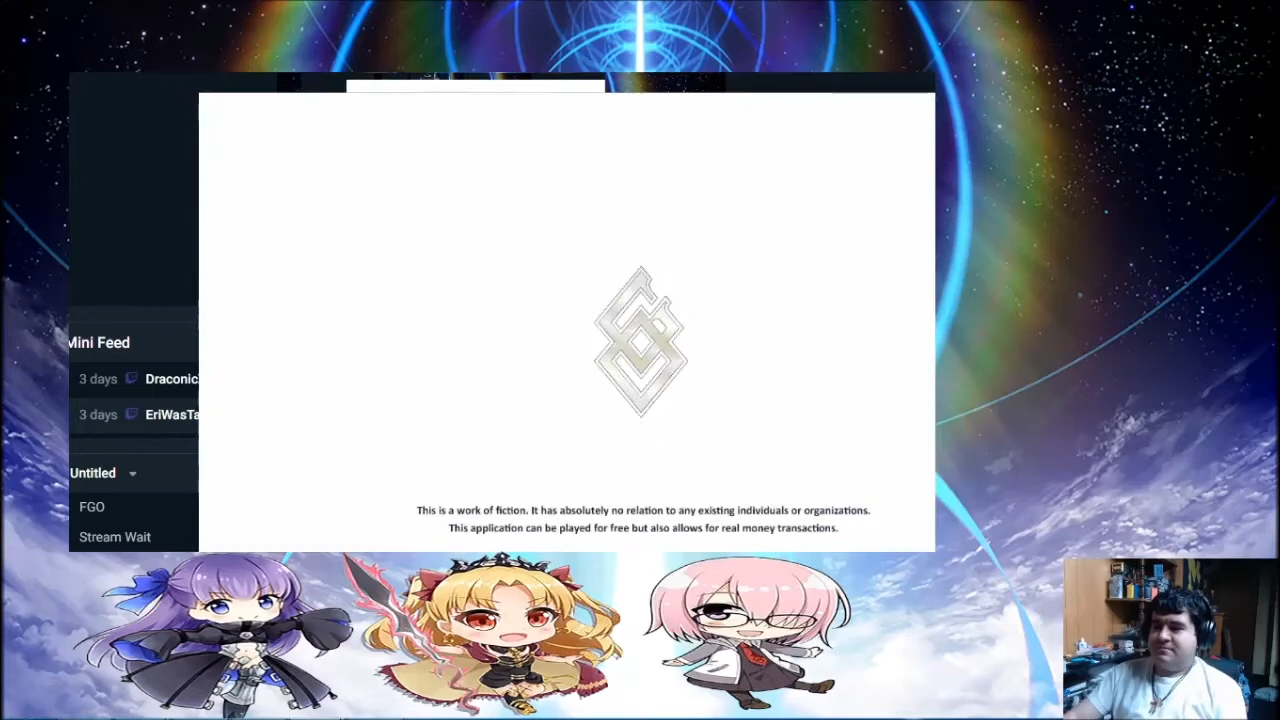 Mini Feed
3 days Draconic
3 days EriWasTa
Untitled
FGO
Stream Wait
This is a work of fiction. It has absolutely no relation to any existing individuals or organizations.
This application can be played for free but also allows for real money transactions.